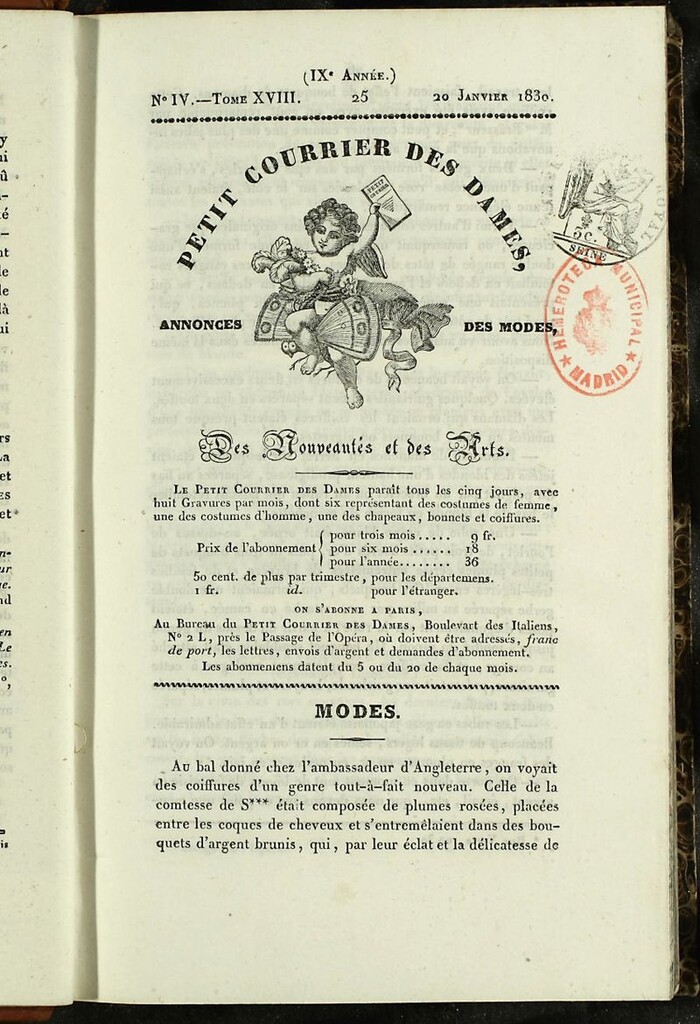 (IXe Année.)
No IV.—Tome XVIII. 25 20 Janvier 1830.
PETIT COURRIER DES DAMES,
PETIT
ANNONCES DES MODES,
Des Nouveautés et des Arts.
Le Petit Courrier des Dames paraît tous les cinq jours, avec
huit Gravures par mois, dont six représentant des costumes de femme,
une des costumes d'homme, une des chapeaux, bonnets et coiffures.
Prix de l'abonnement
pour trois mois..... 9 fr.
pour six mois...... 18
pour l'année........ 36
50 cent. de plus par trimestre, pour les départemens.
1 fr. id. pour l'étranger.
ON S'ABONNE A PARIS,
Au Bureau du Petit Courrier des Dames, Boulevart des Italiens,
No 2 L, près le Passage de l'Opéra, où doivent être adressés, franc
de port, les lettres, envois d'argent et demandes d'abonnement.
Les abonnemens datent du 5 ou du 20 de chaque mois.
MODES.
Au bal donné chez l'ambassadeur d'Angleterre, on voyait
des coiffures d'un genre tout-à-fait nouveau. Celle de la
comtesse de S*** était composée de plumes rosées, placées
entre les coques de cheveux et s'entremêlaient dans des bou-
quets d'argent brunis, qui, par leur éclat et la délicatesse de
ROYAL
5c.
SEINE
HEMEROTECA MUNICIPAL
★ MADRID ★